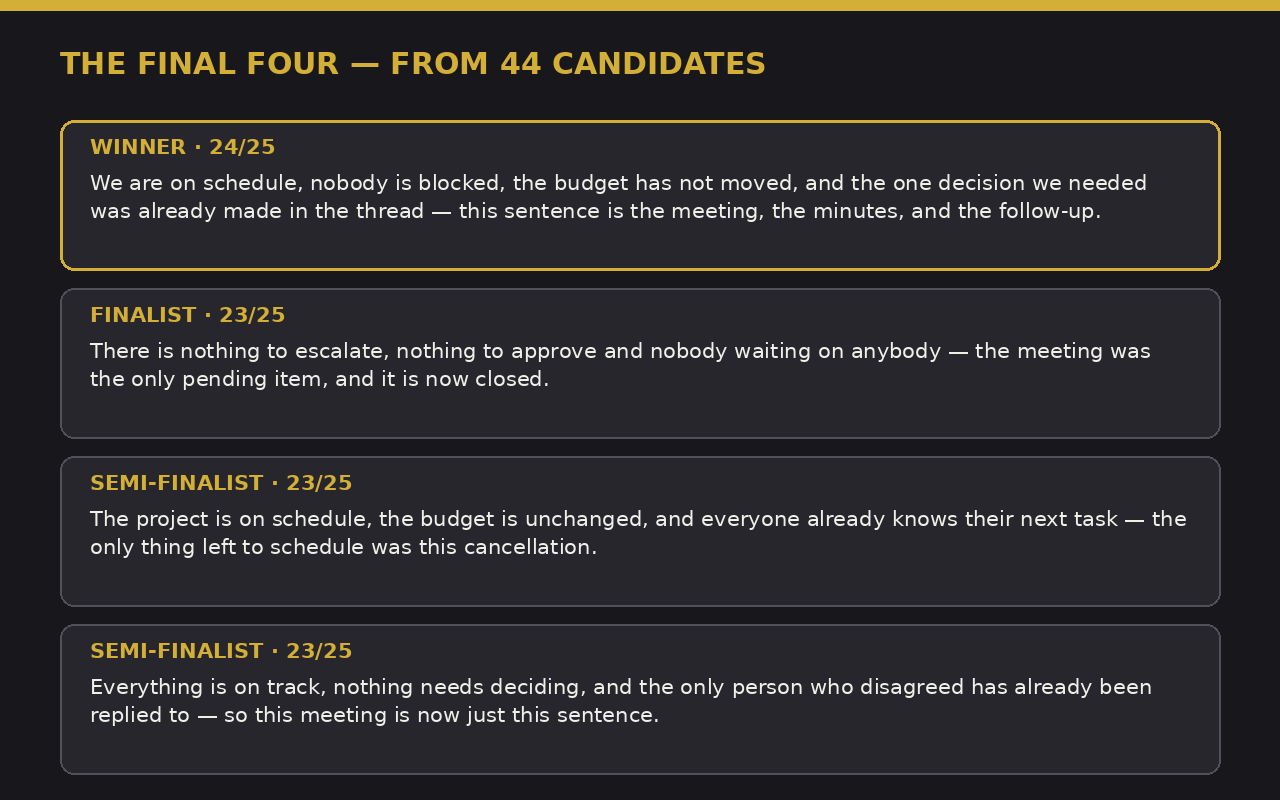 THE FINAL FOUR — FROM 44 CANDIDATES
WINNER · 24/25
We are on schedule, nobody is blocked, the budget has not moved, and the one decision we needed
was already made in the thread — this sentence is the meeting, the minutes, and the follow-up.
FINALIST · 23/25
There is nothing to escalate, nothing to approve and nobody waiting on anybody — the meeting was
the only pending item, and it is now closed.
SEMI-FINALIST · 23/25
The project is on schedule, the budget is unchanged, and everyone already knows their next task — the
only thing left to schedule was this cancellation.
SEMI-FINALIST · 23/25
Everything is on track, nothing needs deciding, and the only person who disagreed has already been
replied to — so this meeting is now just this sentence.